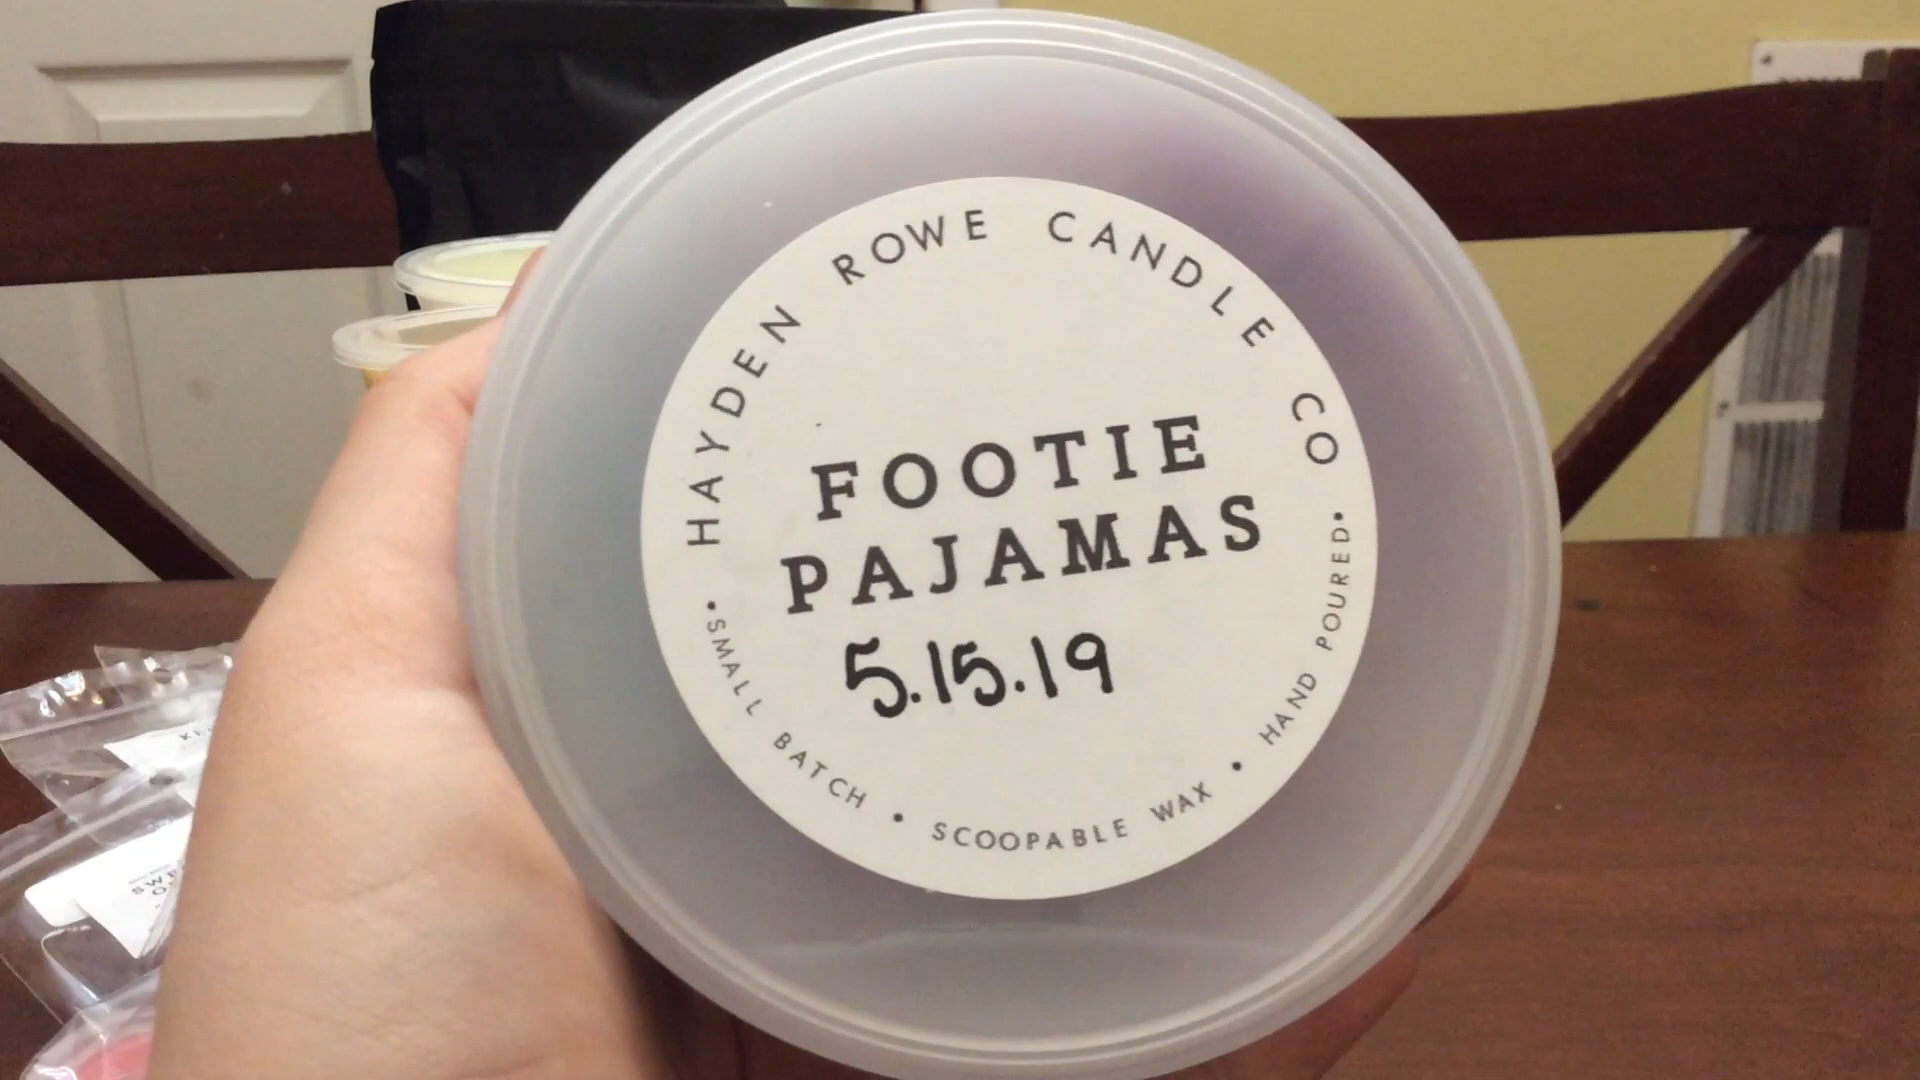 HAYDEN ROWE CANDLE CO
FOOTIE
PAJAMAS
5.15.19
• SMALL BATCH • SCOOPABLE WAX • HAND POURED •